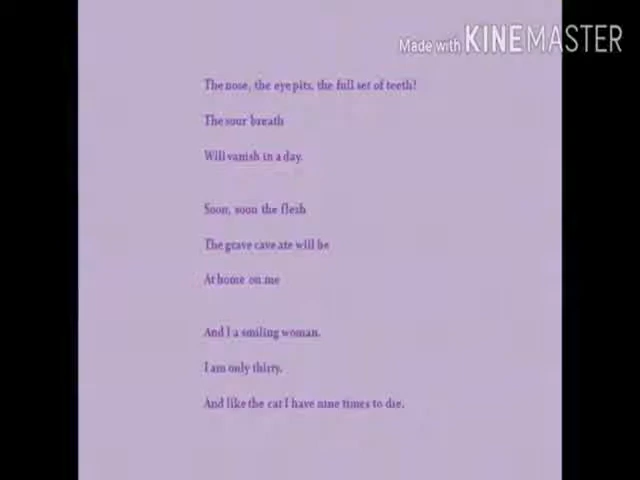 Made with KINEMASTER
The nose, the eye pits, the full set of teeth?
The sour breath
Will vanish in a day.
Soon, soon the flesh
The grave cave ate will be
At home on me
And I a smiling woman.
I am only thirty.
And like the cat I have nine times to die.